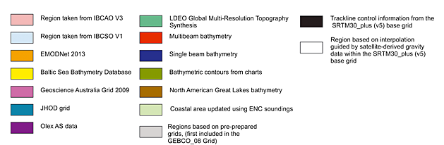 Region taken from IBCAO V3
Region taken from IBCSO V1
EMODNet 2013
Baltic Sea Bathymetry Database
Geoscience Australia Grid 2009
JHOD grid
Olex AS data
LDEO Global Multi-Resolution Topography
Synthesis
Multibeam bathymetry
Single beam bathymetry
Bathymetric contours from charts
North American Great Lakes bathymetry
Coastal area updated using ENC soundings
Regions based on pre-prepared
grids, (first included in the
GEBCO_08 Grid)
Trackline control information from the
SRTM30_plus (v5) base grid
Region based on interpolation
guided by satellite-derived gravity
data within the SRTM30_plus (v5)
base grid